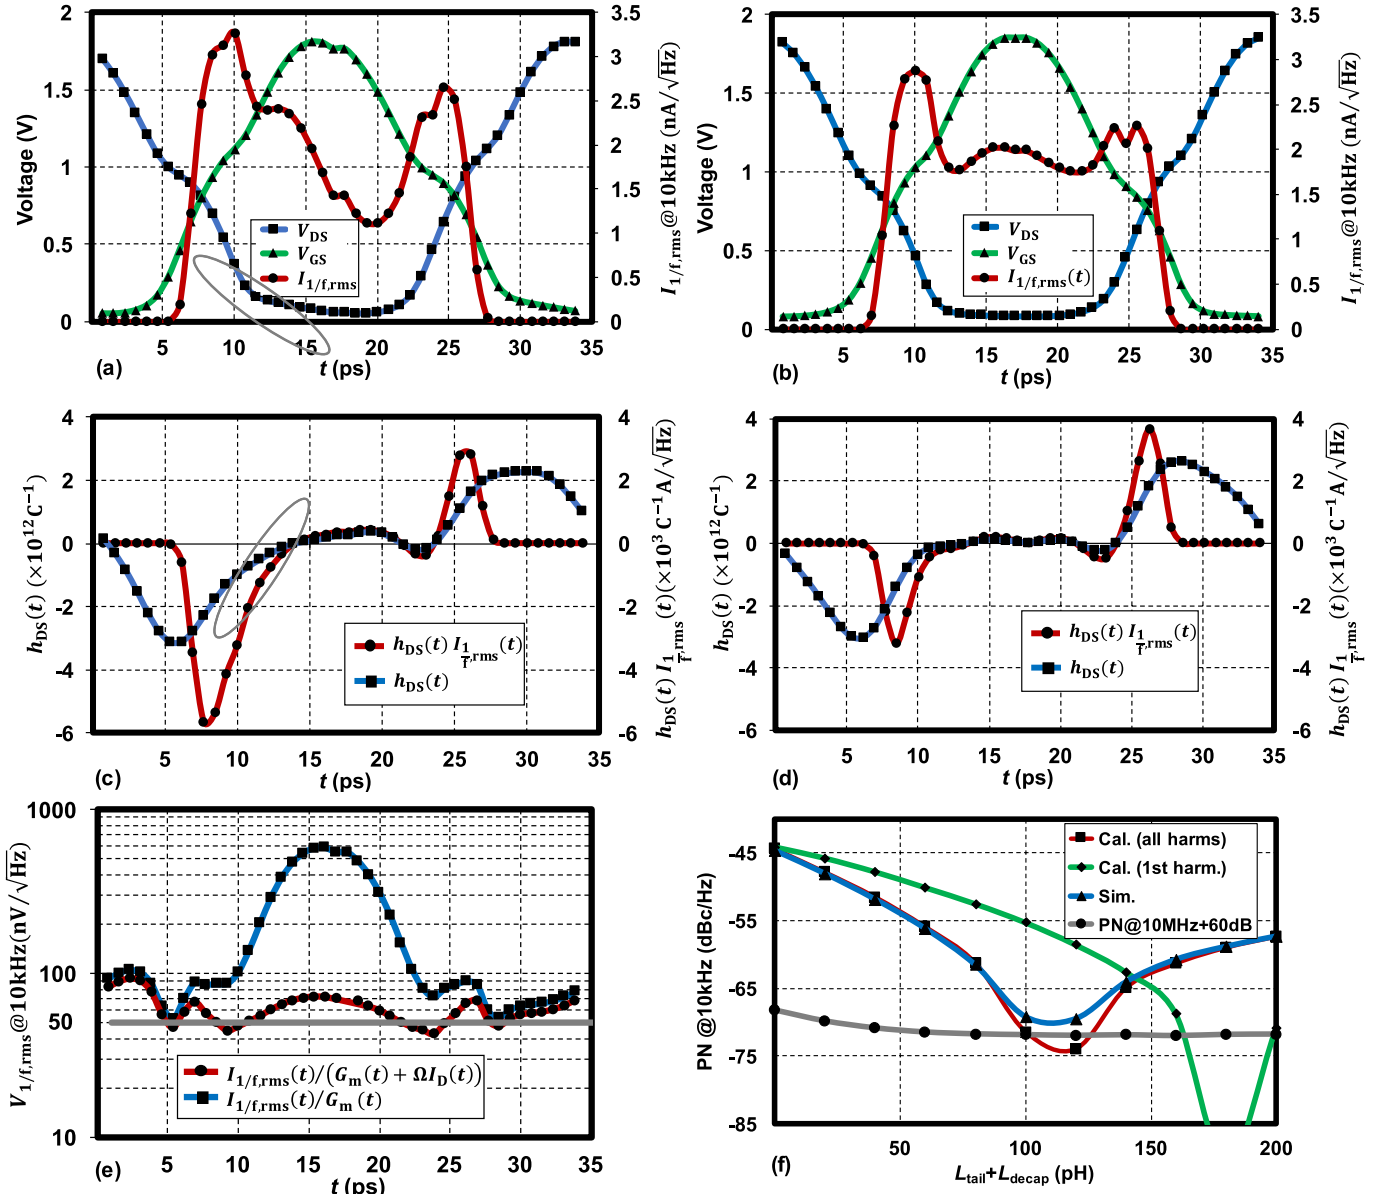 2
1.5
1
0.5
0
Voltage (V)
3.5
3
2.5
2
1.5
1
0.5
0
I1/f,rms@10kHz (nA/√Hz)
VDS
VGS
I1/f,rms
5 10 15 20 25 30 35
(a)
t (ps)
2
1.5
1
0.5
0
Voltage (V)
3.5
3
2.5
2
1.5
1
0.5
0
I1/f,rms@10kHz (nA/√Hz)
VDS
VGS
I1/f,rms(t)
5 10 15 20 25 30 35
(b)
t (ps)
4
2
0
-2
-4
-6
hDS(t) (×10¹²C⁻¹)
4
2
0
-2
-4
-6
hDS(t) I1/f,rms(t)(×10³ C⁻¹A/√Hz)
hDS(t) I1/f,rms(t)
hDS(t)
0 5 10 15 20 25 30 35
(c)
t (ps)
4
2
0
-2
-4
-6
hDS(t) (×10¹²C⁻¹)
4
2
0
-2
-4
-6
hDS(t) I1/f,rms(t)(×10³ C⁻¹A/√Hz)
hDS(t) I1/f,rms(t)
hDS(t)
0 5 10 15 20 25 30 35
(d)
t (ps)
1000
100
50
10
V1/f,rms@10kHz(nV/√Hz)
I1/f,rms(t)/(Gm(t) + ΩID(t))
I1/f,rms(t)/Gm(t)
5 10 15 20 25 30 35
(e)
t (ps)
-45
-55
-65
-75
-85
PN @10kHz (dBc/Hz)
Cal. (all harms)
Cal. (1st harm.)
Sim.
PN@10MHz+60dB
50 100 150 200
(f)
Ltail+Ldecap (pH)